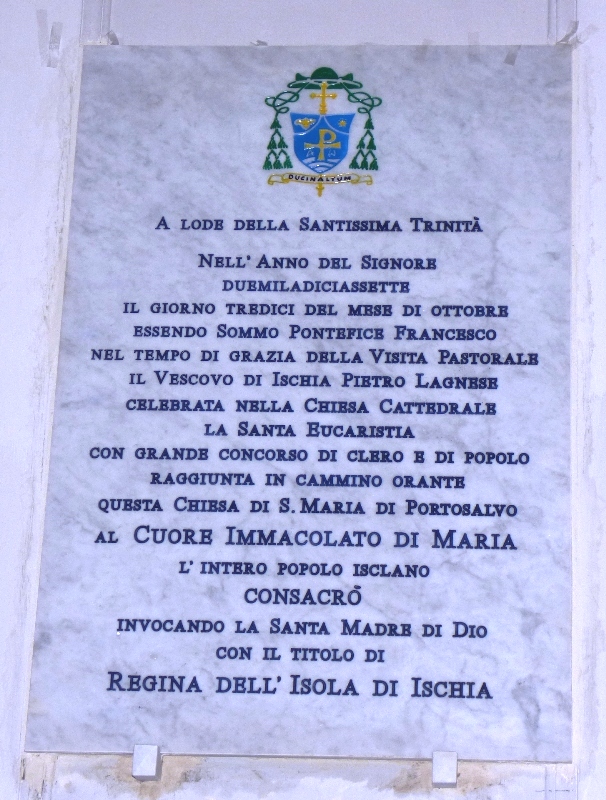 DUC IN ALTUM
A LODE DELLA SANTISSIMA TRINITÀ
NELL' ANNO DEL SIGNORE
DUEMILADICIASSETTE
IL GIORNO TREDICI DEL MESE DI OTTOBRE
ESSENDO SOMMO PONTEFICE FRANCESCO
NEL TEMPO DI GRAZIA DELLA VISITA PASTORALE
IL VESCOVO DI ISCHIA PIETRO LAGNESE
CELEBRATA NELLA CHIESA CATTEDRALE
LA SANTA EUCARISTIA
CON GRANDE CONCORSO DI CLERO E DI POPOLO
RAGGIUNTA IN CAMMINO ORANTE
QUESTA CHIESA DI S. MARIA DI PORTOSALVO
AL CUORE IMMACOLATO DI MARIA
L' INTERO POPOLO ISCLANO
CONSACRÒ
INVOCANDO LA SANTA MADRE DI DIO
CON IL TITOLO DI
REGINA DELL' ISOLA DI ISCHIA